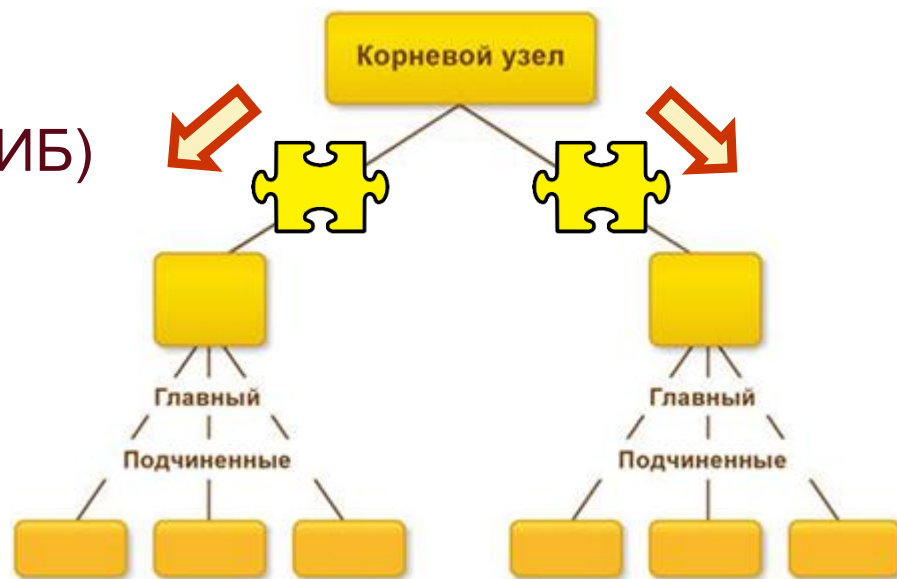 Корневой узел
ИБ)
Главный
Главный
Подчиненные
Подчиненные